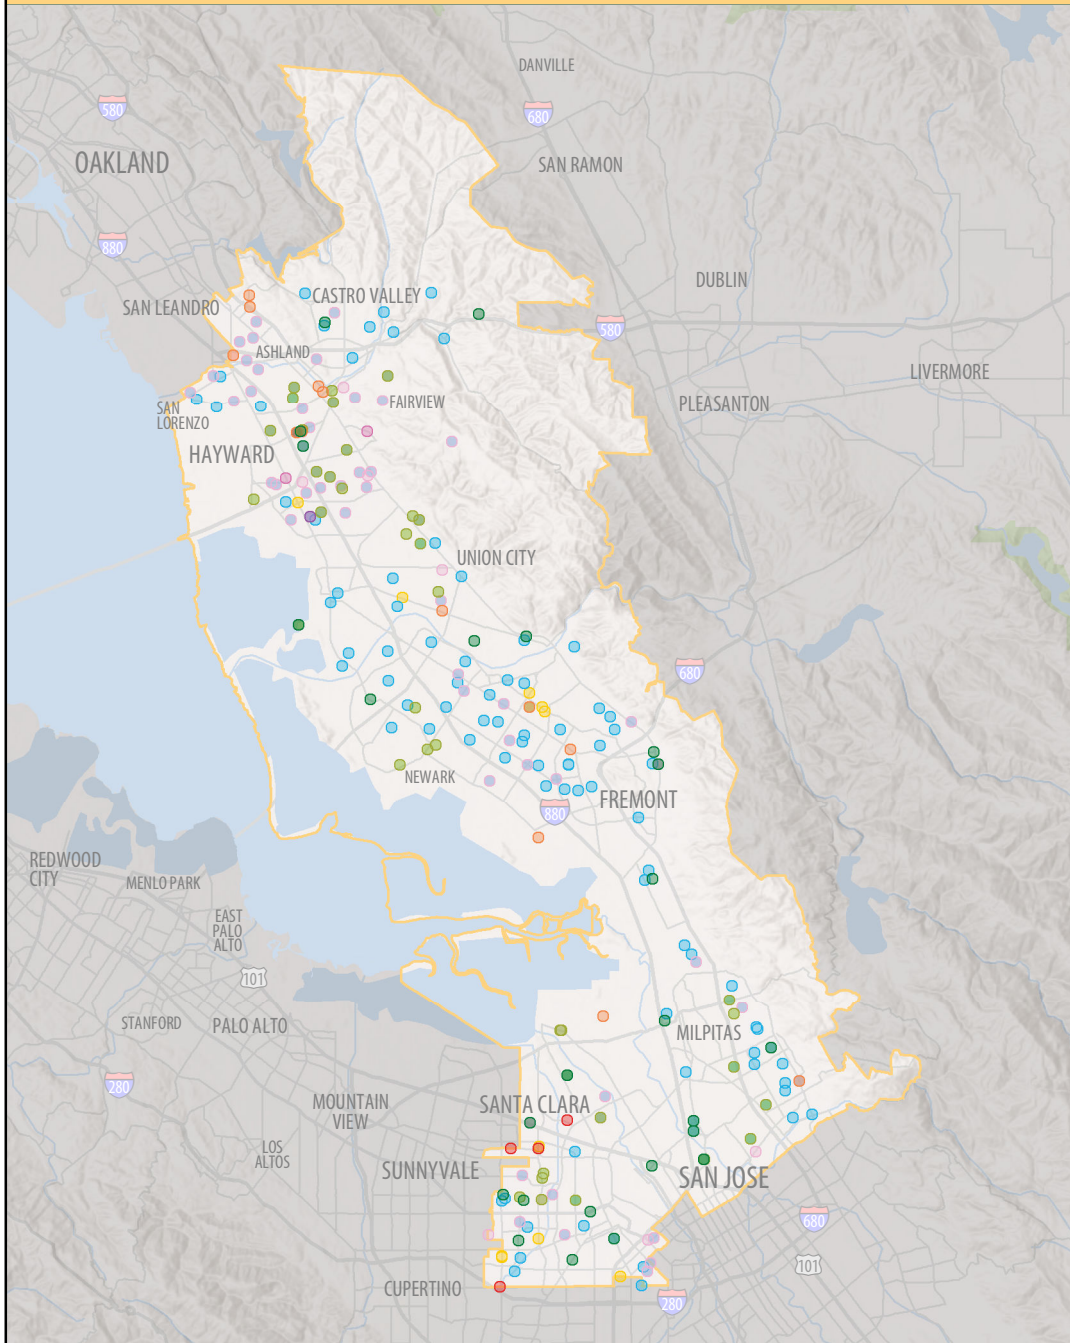 DANVILLE
580
680
OAKLAND
SAN RAMON
880
DUBLIN
SAN LEANDRO
CASTRO VALLEY
580
ASHLAND
LIVERMORE
SAN
LORENZO
FAIRVIEW
PLEASANTON
HAYWARD
UNION CITY
680
NEWARK
FREMONT
880
REDWOOD
CITY
MENLO PARK
EAST
PALO
ALTO
101
STANFORD
PALO ALTO
MILPITAS
280
MOUNTAIN
VIEW
SANTA CLARA
LOS
ALTOS
SUNNYVALE
SAN JOSE
680
101
CUPERTINO
280